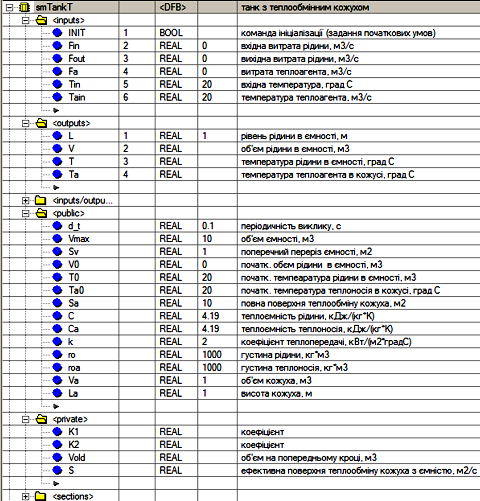 smTankT <DFB> танк з теплообмінним кожухом
<inputs>
INIT 1 BOOL команда ініціалізації (задання початкових умов)
Fin 2 REAL 0 вхідна витрата рідини, м3/с
Fout 3 REAL 0 вихидна витрата рідини, м3/с
Fa 4 REAL 0 витрата теплоагента, м3/с
Tin 5 REAL 20 вхідна температура, град С
Tain 6 REAL 20 температура теплоагента, м3/с
<outputs>
L 1 REAL 1 рівень рідини в ємності, м
V 2 REAL об'єм рідини в ємності, м3
T 3 REAL температура рідини в ємності, град С
Ta 4 REAL температура теплоагента в кожусі, град С
<inputs/outpu...
<public>
d_t REAL 0.1 періодичність виклику, с
Vmax REAL 10 об'єм ємності, м3
Sv REAL 1 поперечний переріз ємності, м2
V0 REAL 0 початк. обєм рідини в ємності, м3
T0 REAL 20 початк. темпеаратура рідини в ємності, м3
Ta0 REAL 20 початк. температура теплоносія в кожусі, град С
Sa REAL 10 повна поверхня теплообміну кожуха, м2
C REAL 4.19 теплоємність рідини, кДж/(кг*К)
Ca REAL 4.19 теплоємність теплоносія, кДж/(кг*К)
k REAL 2 коефіцієнт теплопередачі, кВт/(м2*градС)
ro REAL 1000 густина рідини, кг*м3
roa REAL 1000 густина теплоносія, кг*м3
Va REAL 1 об'єм кожуха, м3
La REAL 1 висота кожуха, м
<private>
K1 REAL коефіцієнт
K2 REAL коефіцієнт
Vold REAL об'єм на попередньому кроці, м3
S REAL ефективна поверхня теплообміну кожуха з ємністю, м2/с
<sections>